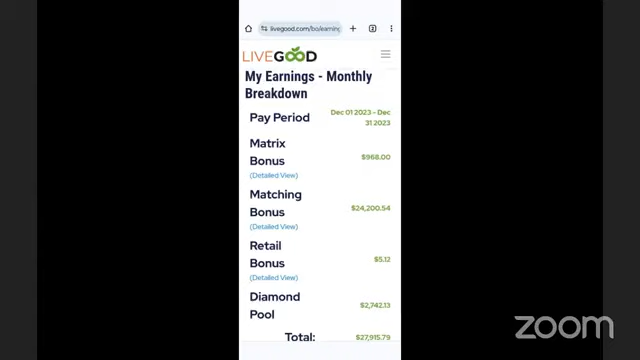 livegood.com/bo/earning
2
LIVEGOOD
My Earnings - Monthly
Breakdown
Pay Period
Dec 01 2023 - Dec
31 2023
Matrix
Bonus
$968.00
(Detailed View)
Matching
Bonus
$24,200.54
(Detailed View)
Retail
Bonus
$5.12
(Detailed View)
Diamond
Pool
$2,742.13
Total:
$27,915.79
zoom